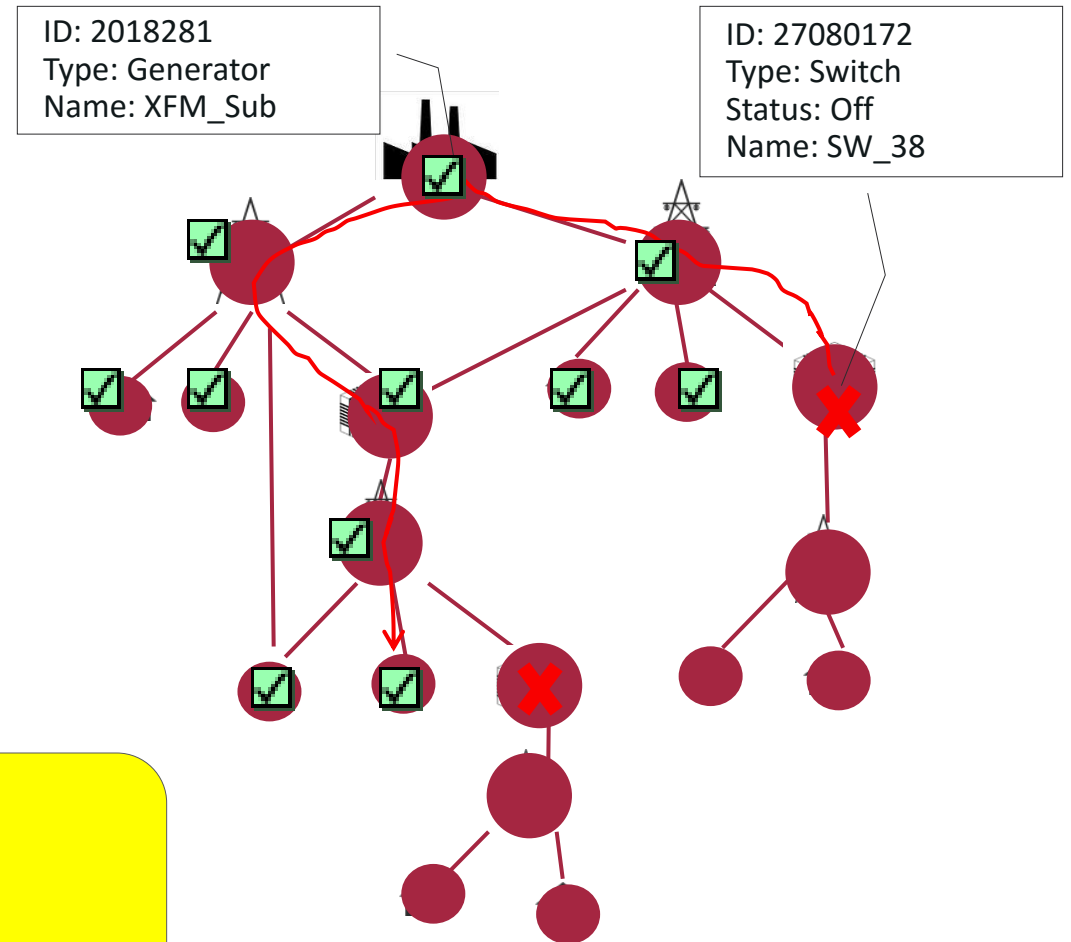 ID: 2018281
Type: Generator
Name: XFM_Sub
ID: 27080172
Type: Switch
Status: Off
Name: SW_38